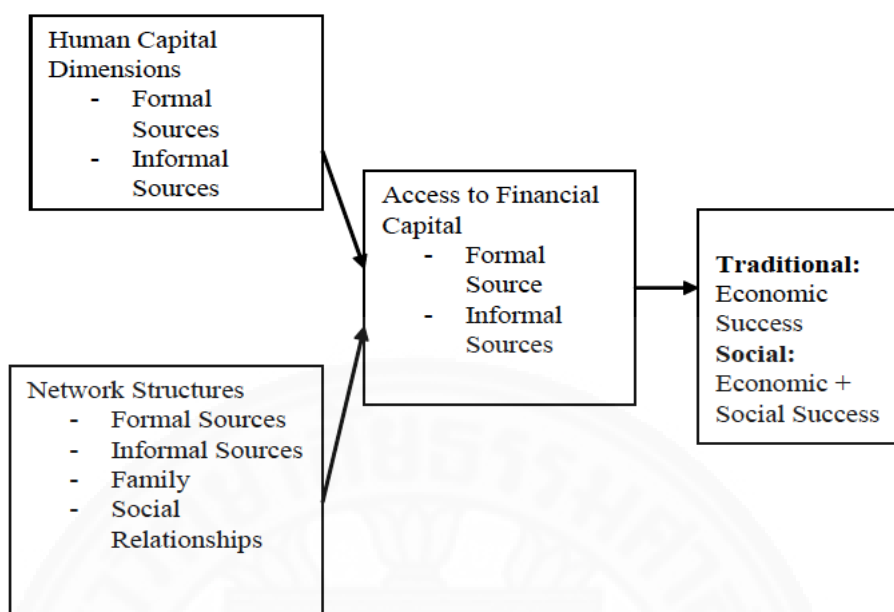 Human Capital
Dimensions
- Formal
Sources
- Informal
Sources
Access to Financial
Capital
- Formal
Source
- Informal
Sources
Traditional:
Economic
Success
Social:
Economic +
Social Success
Network Structures
- Formal Sources
- Informal Sources
- Family
- Social
Relationships